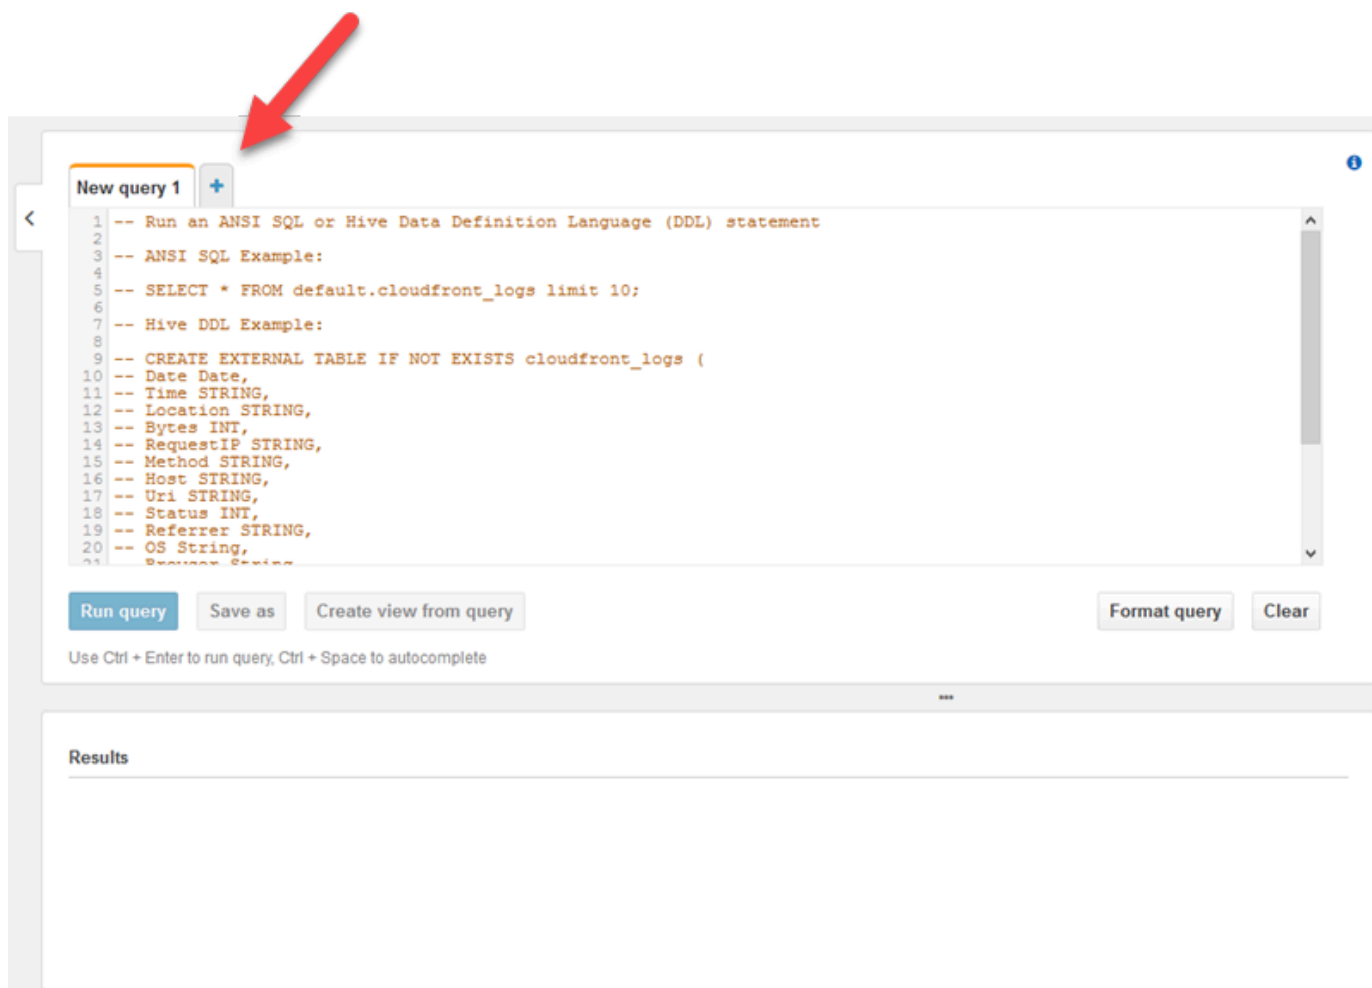 New query 1 +
1 -- Run an ANSI SQL or Hive Data Definition Language (DDL) statement
2
3 -- ANSI SQL Example:
4
5 -- SELECT * FROM default.cloudfront_logs limit 10;
6
7 -- Hive DDL Example:
8
9 -- CREATE EXTERNAL TABLE IF NOT EXISTS cloudfront_logs (
10 -- Date Date,
11 -- Time STRING,
12 -- Location STRING,
13 -- Bytes INT,
14 -- RequestIP STRING,
15 -- Method STRING,
16 -- Host STRING,
17 -- Uri STRING,
18 -- Status INT,
19 -- Referrer STRING,
20 -- OS String,
21 -- Browser String
Run query Save as Create view from query Format query Clear
Use Ctrl + Enter to run query, Ctrl + Space to autocomplete
Results